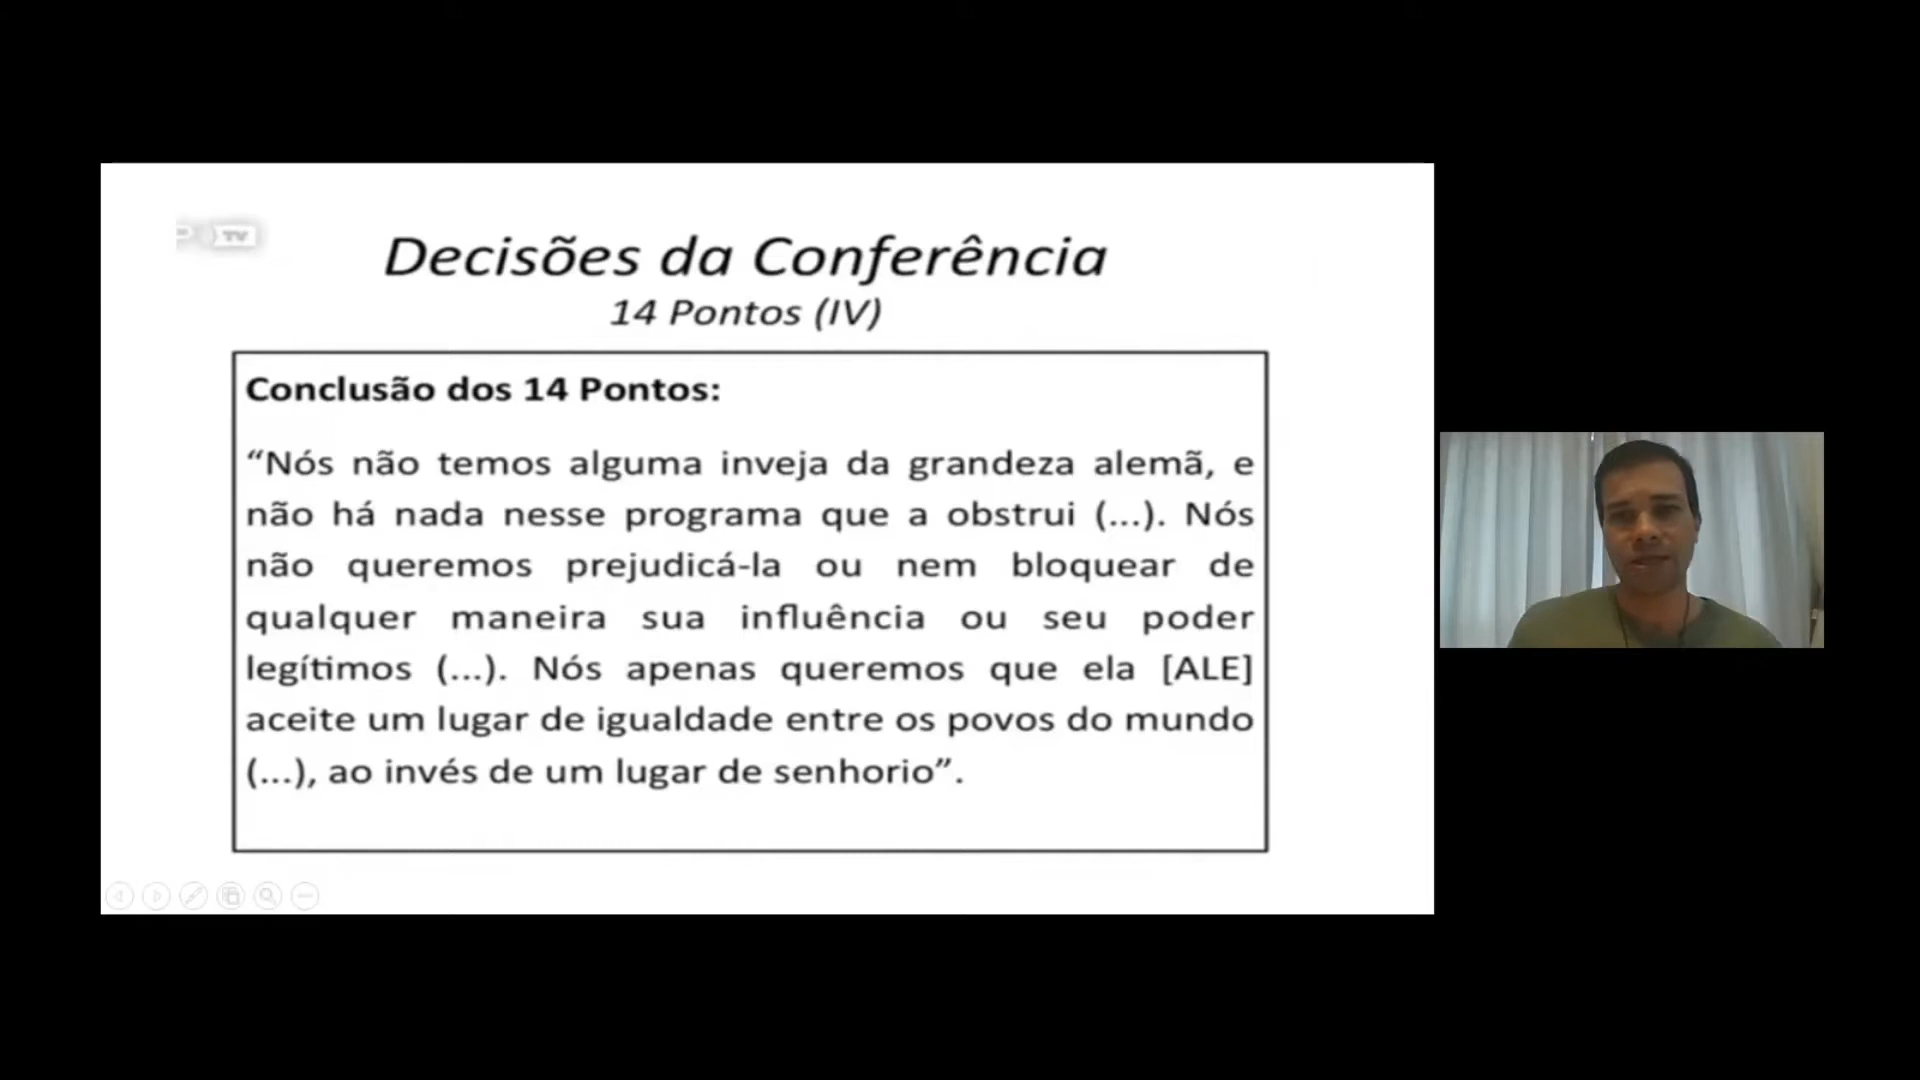 TV
Decisões da Conferência
14 Pontos (IV)
Conclusão dos 14 Pontos:
“Nós não temos alguma inveja da grandeza alemã, e
não há nada nesse programa que a obstrui (...). Nós
não queremos prejudicá-la ou nem bloquear de
qualquer maneira sua influência ou seu poder
legítimos (...). Nós apenas queremos que ela [ALE]
aceite um lugar de igualdade entre os povos do mundo
(...), ao invés de um lugar de senhorio”.